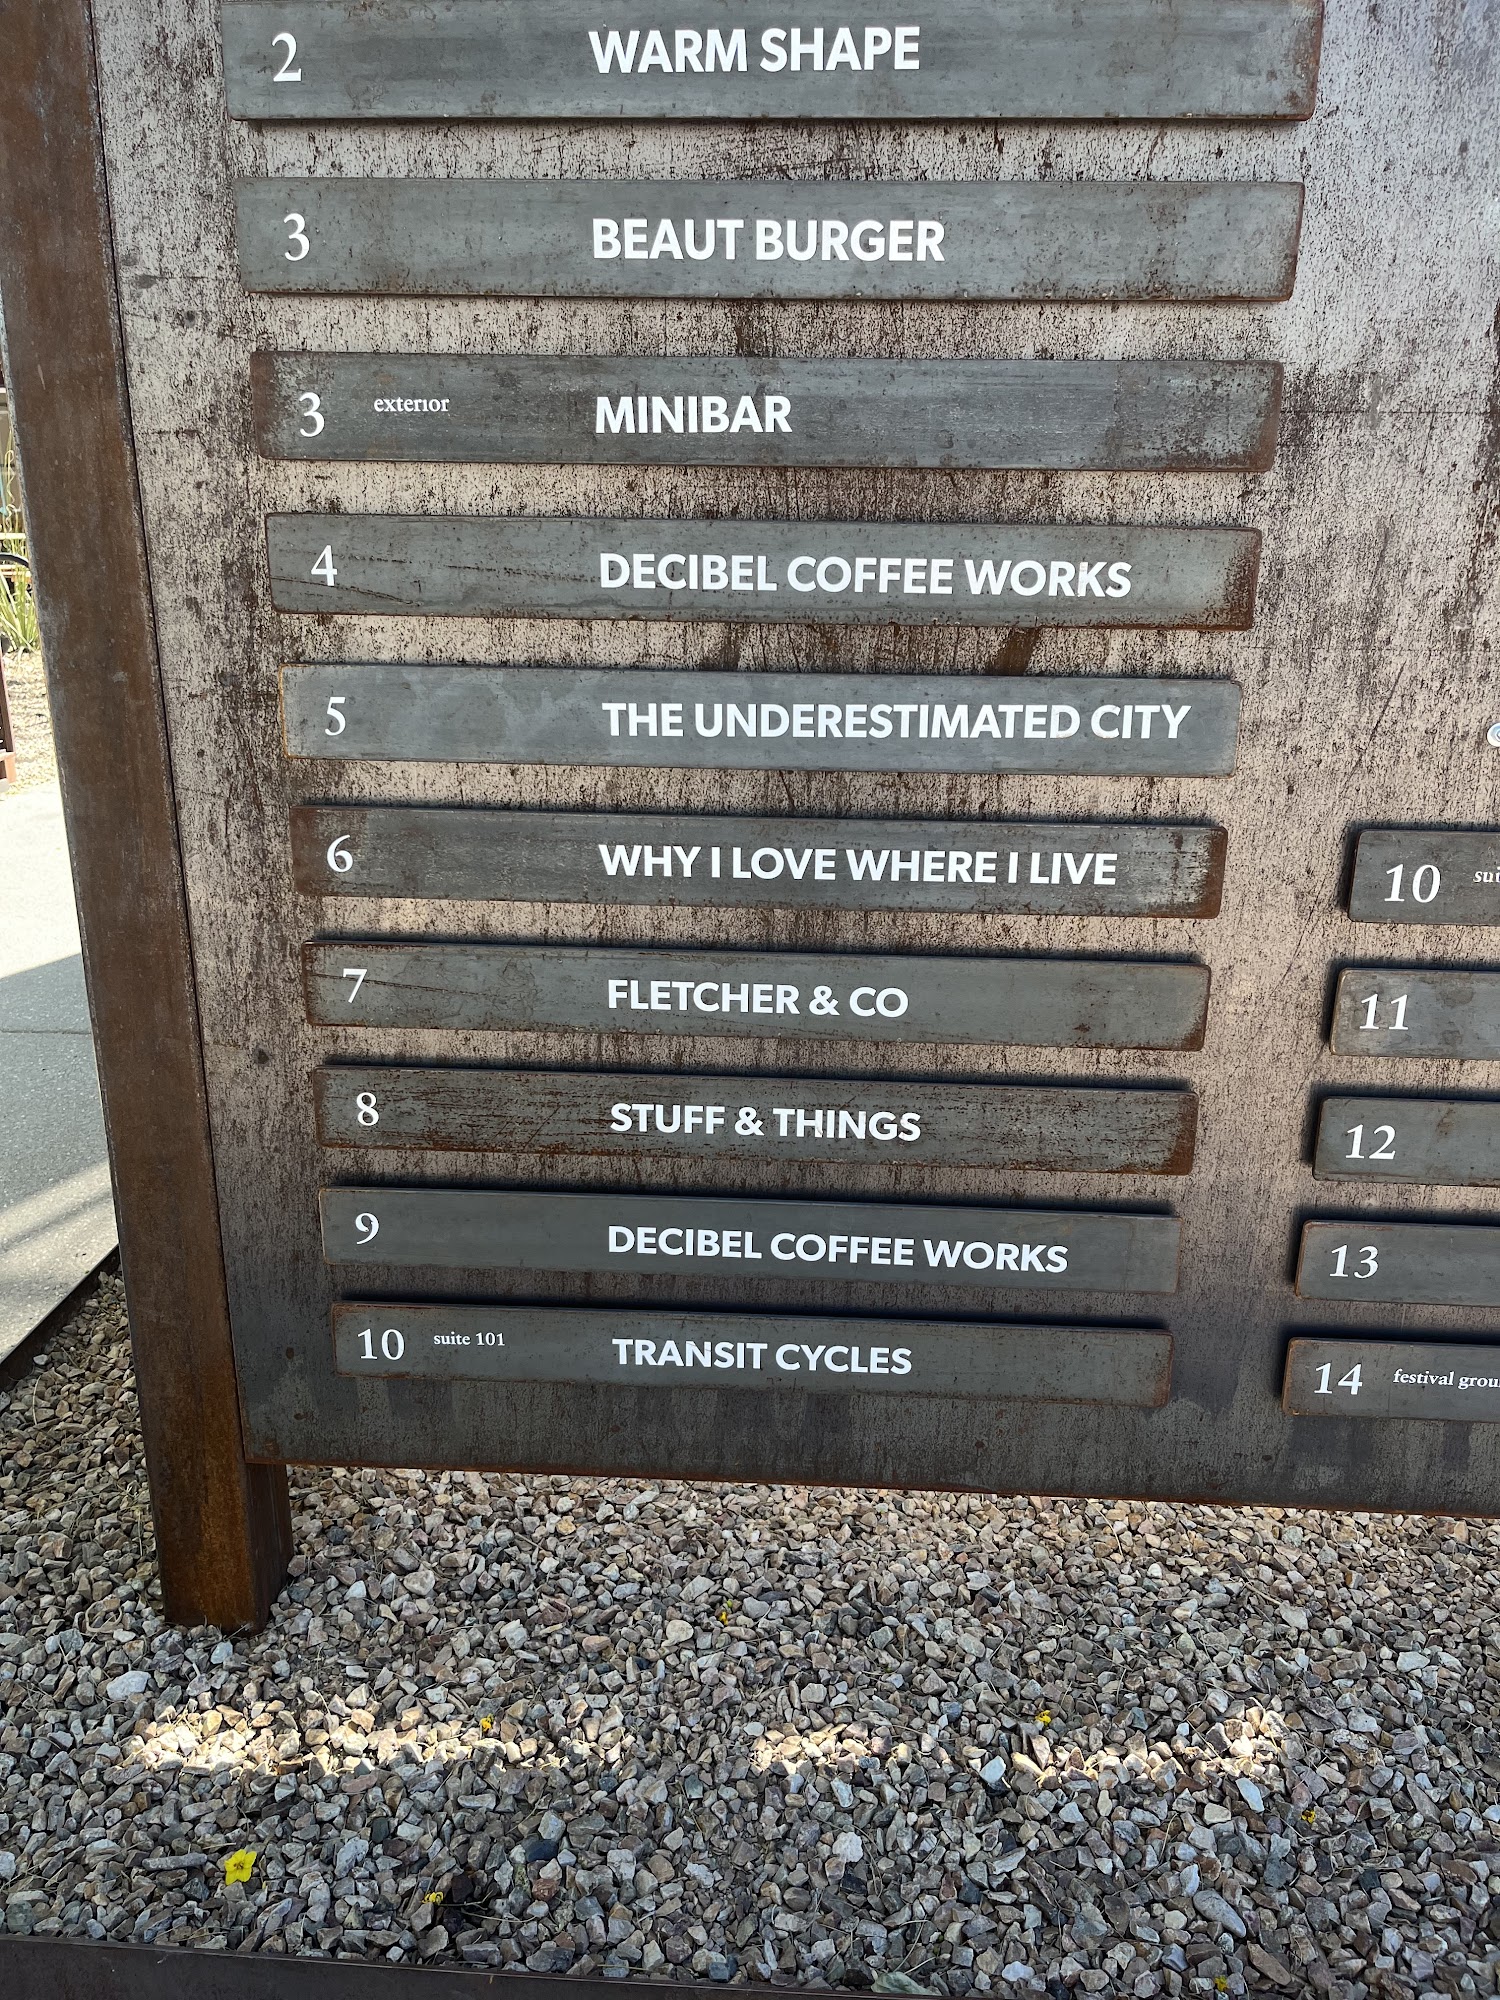 2 WARM SHAPE
3 BEAUT BURGER
3 exterior MINIBAR
4 DECIBEL COFFEE WORKS
5 THE UNDERESTIMATED CITY
6 WHY I LOVE WHERE I LIVE
7 FLETCHER & CO
8 STUFF & THINGS
9 DECIBEL COFFEE WORKS
10 suite 101 TRANSIT CYCLES
10
11
12
13
14 festival